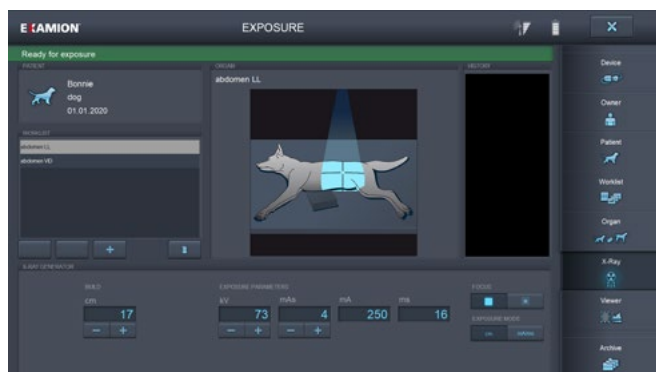 EXAMION
EXPOSURE
Ready for exposure
PATIENT
Bonnie
dog
01.01.2020
WORKLIST
abdomen LL
abdomen VD
ORGAN
abdomen LL
HISTORY
X-RAY GENERATOR
BUILD
cm
17
EXPOSURE PARAMETERS
kV
mAs
mA
ms
73
4
250
16
FOCUS
EXPOSURE MODE
cm
Device
Owner
Patient
Worklist
Organ
X-Ray
Viewer
Archive